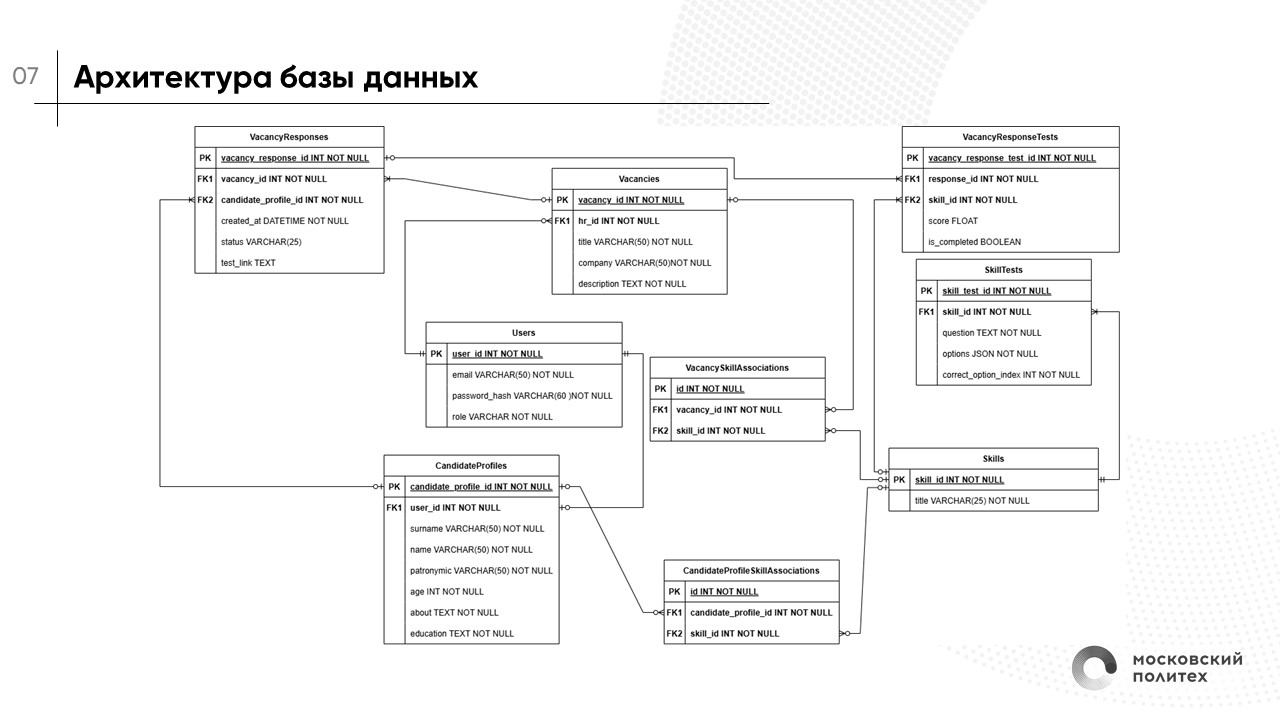 07
Архитектура базы данных
VacancyResponses
PK vacancy_response_id INT NOT NULL
FK1 vacancy_id INT NOT NULL
FK2 candidate_profile_id INT NOT NULL
created_at DATETIME NOT NULL
status VARCHAR(25)
test_link TEXT
Vacancies
PK vacancy_id INT NOT NULL
FK1 hr_id INT NOT NULL
title VARCHAR(50) NOT NULL
company VARCHAR(50)NOT NULL
description TEXT NOT NULL
VacancyResponseTests
PK vacancy_response_test_id INT NOT NULL
FK1 response_id INT NOT NULL
FK2 skill_id INT NOT NULL
score FLOAT
is_completed BOOLEAN
SkillTests
PK skill_test_id INT NOT NULL
FK1 skill_id INT NOT NULL
question TEXT NOT NULL
options JSON NOT NULL
correct_option_index INT NOT NULL
Users
PK user_id INT NOT NULL
email VARCHAR(50) NOT NULL
password_hash VARCHAR(60 )NOT NULL
role VARCHAR NOT NULL
VacancySkillAssociations
PK id INT NOT NULL
FK1 vacancy_id INT NOT NULL
FK2 skill_id INT NOT NULL
Skills
PK skill_id INT NOT NULL
title VARCHAR(25) NOT NULL
CandidateProfiles
PK candidate_profile_id INT NOT NULL
FK1 user_id INT NOT NULL
surname VARCHAR(50) NOT NULL
name VARCHAR(50) NOT NULL
patronymic VARCHAR(50) NOT NULL
age INT NOT NULL
about TEXT NOT NULL
education TEXT NOT NULL
CandidateProfileSkillAssociations
PK id INT NOT NULL
FK1 candidate_profile_id INT NOT NULL
FK2 skill_id INT NOT NULL
МОСКОВСКИЙ
ПОЛИТЕХ